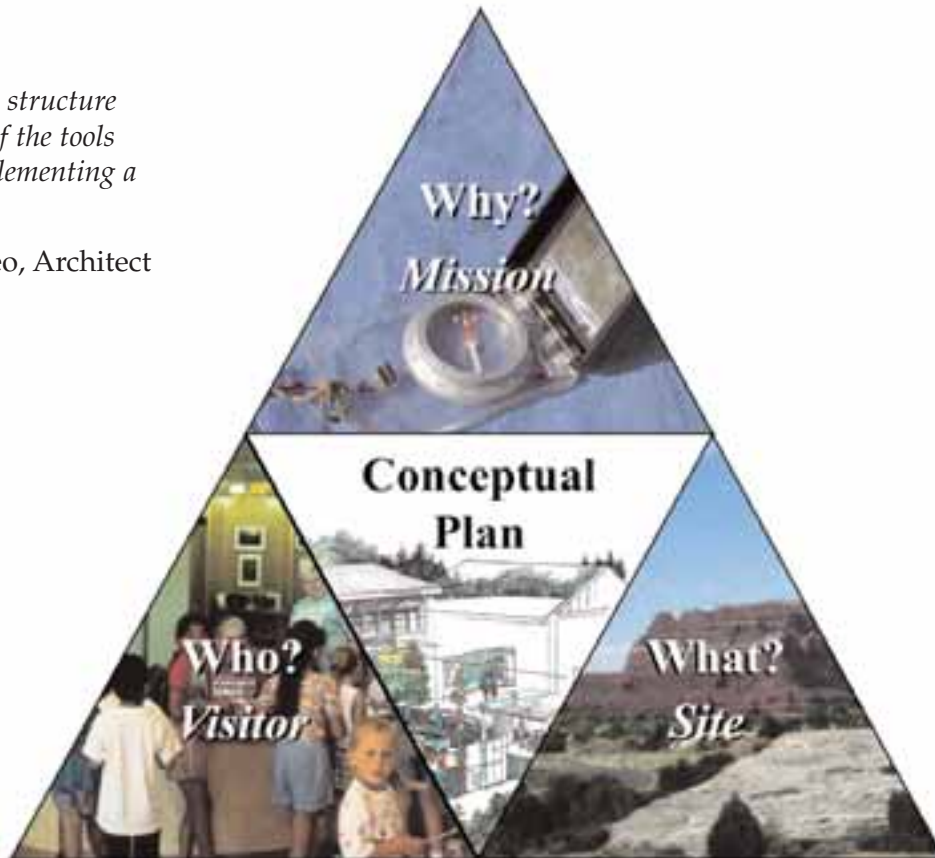 structure
f the tools
lementing a
eo, Architect
Why?
Mission
Conceptual
Plan
Who?
Visitor
What?
Site